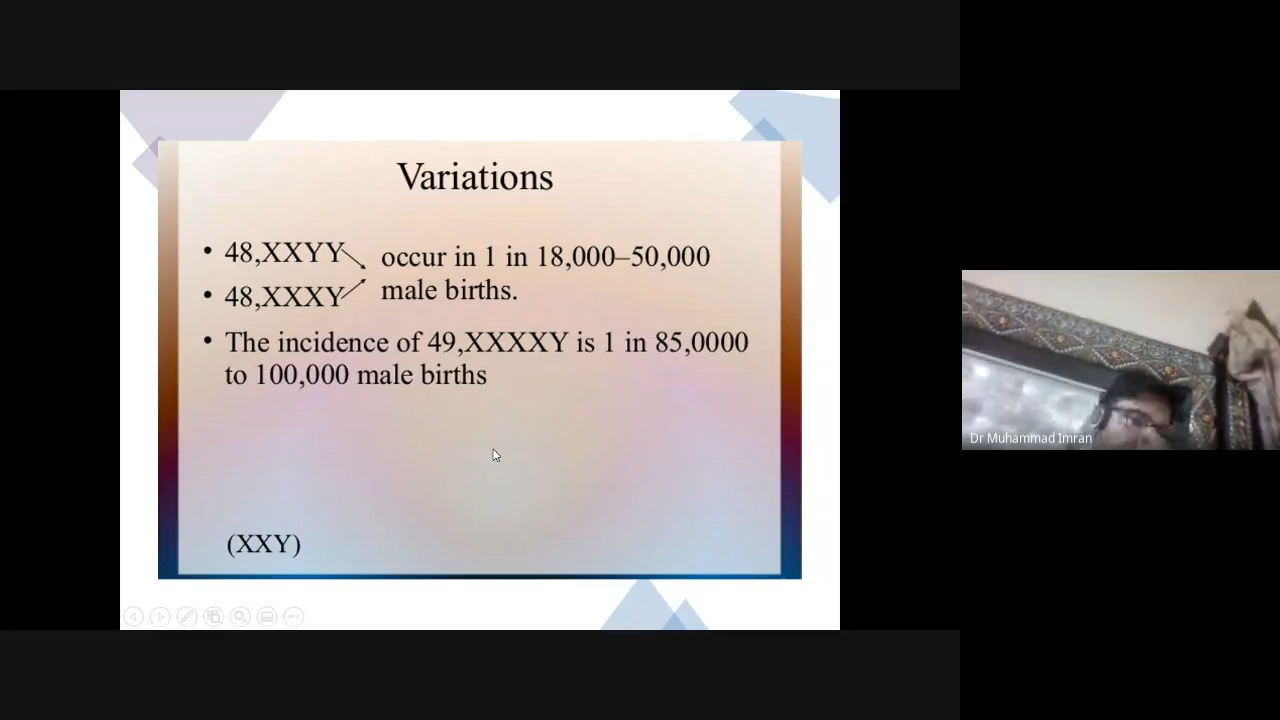 Variations
• 48,XXYY
• 48,XXXY
occur in 1 in 18,000–50,000
male births.
• The incidence of 49,XXXXY is 1 in 85,0000
to 100,000 male births
(XXY)
Dr Muhammad Imran